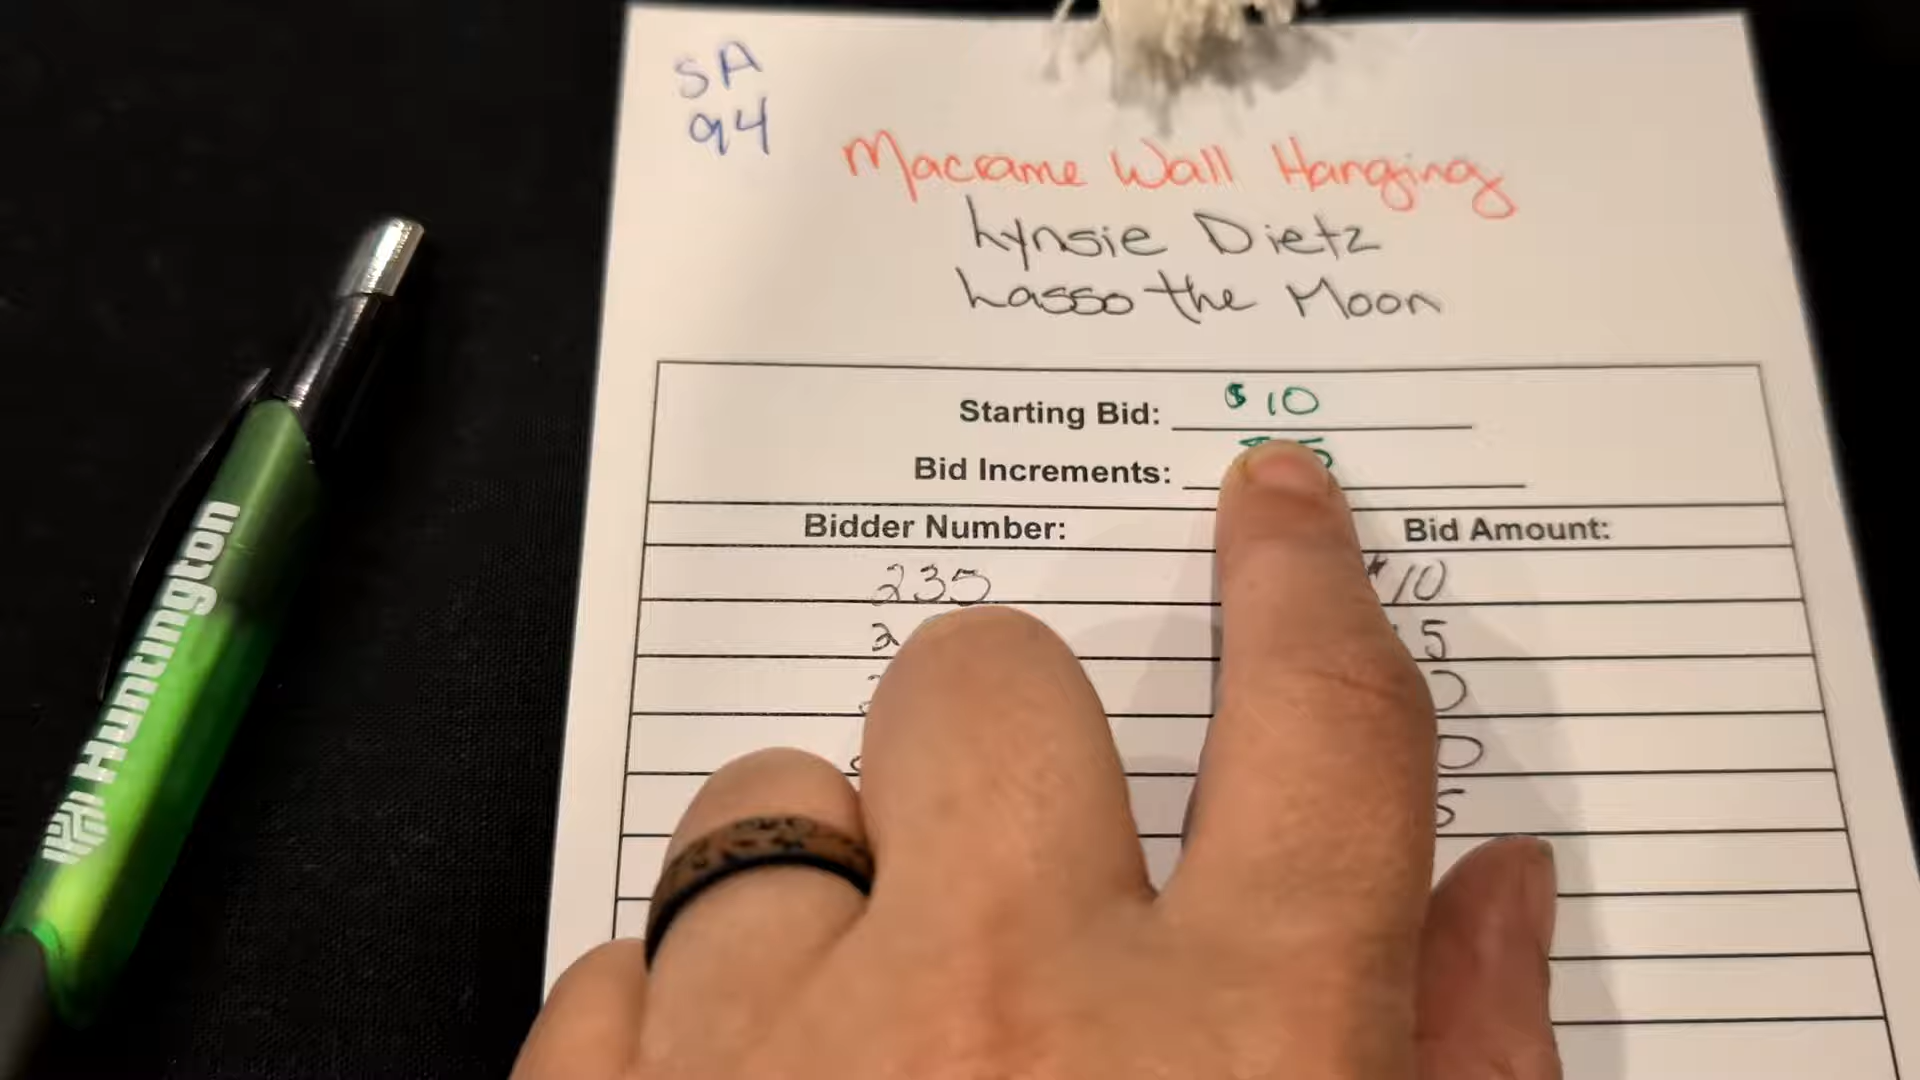 SA
94
Macrame Wall Hanging
Lynsie Dietz
Lasso the Moon
Starting Bid: $10
Bid Increments:
Bidder Number: Bid Amount:
235 $10
Huntington